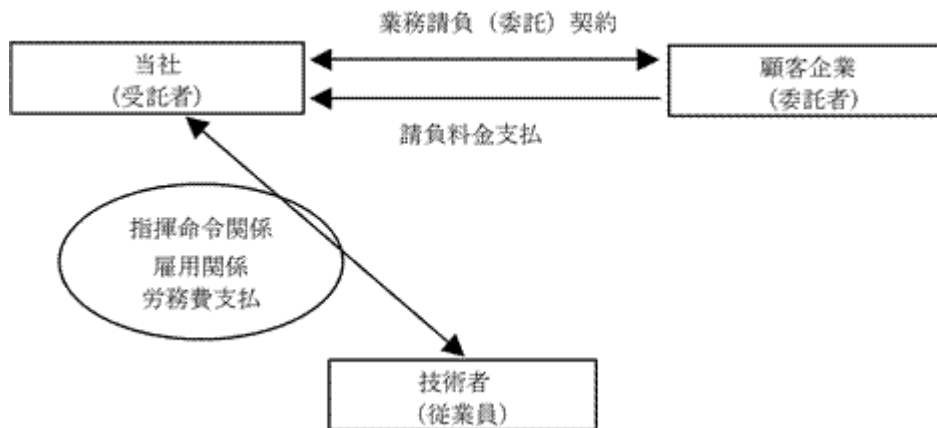 業務請負（委託）契約
当社
（受託者）
顧客企業
（委託者）
請負料金支払
指揮命令関係
雇用関係
労務費支払
技術者
（従業員）